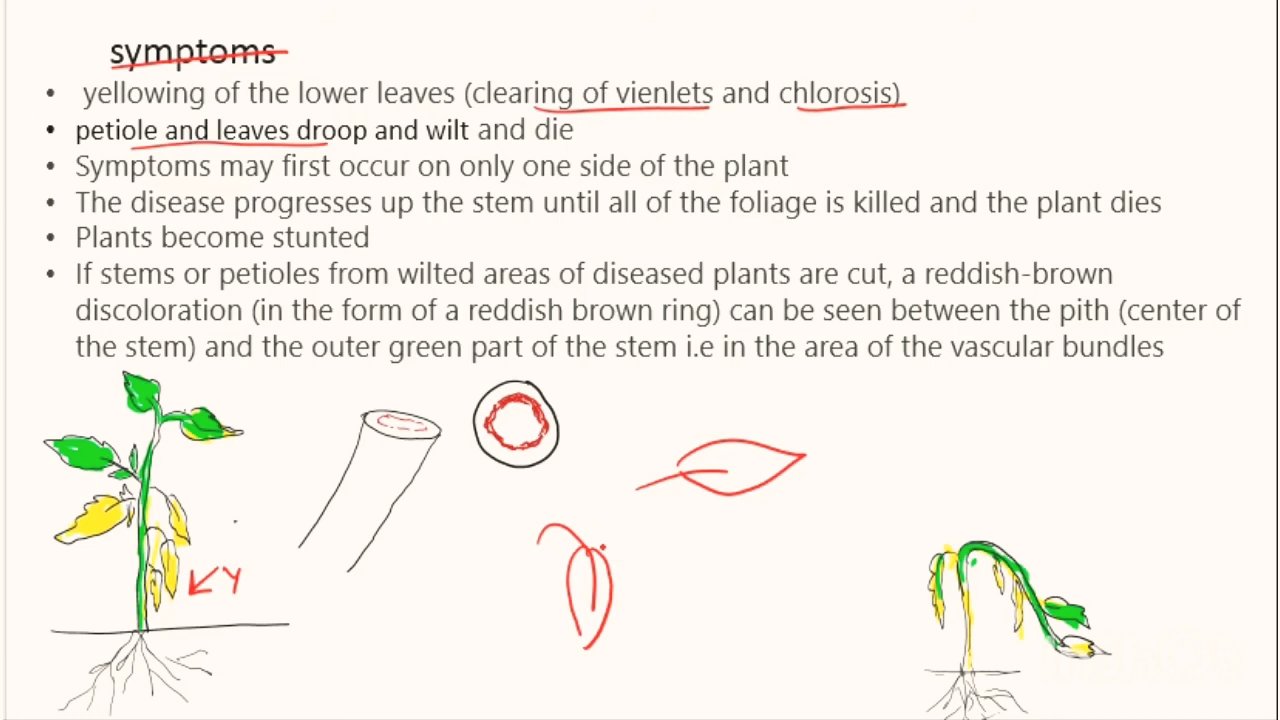 symptoms
• yellowing of the lower leaves (clearing of vienlets and chlorosis)
• petiole and leaves droop and wilt and die
• Symptoms may first occur on only one side of the plant
• The disease progresses up the stem until all of the foliage is killed and the plant dies
• Plants become stunted
• If stems or petioles from wilted areas of diseased plants are cut, a reddish-brown
discoloration (in the form of a reddish brown ring) can be seen between the pith (center of
the stem) and the outer green part of the stem i.e in the area of the vascular bundles
Y